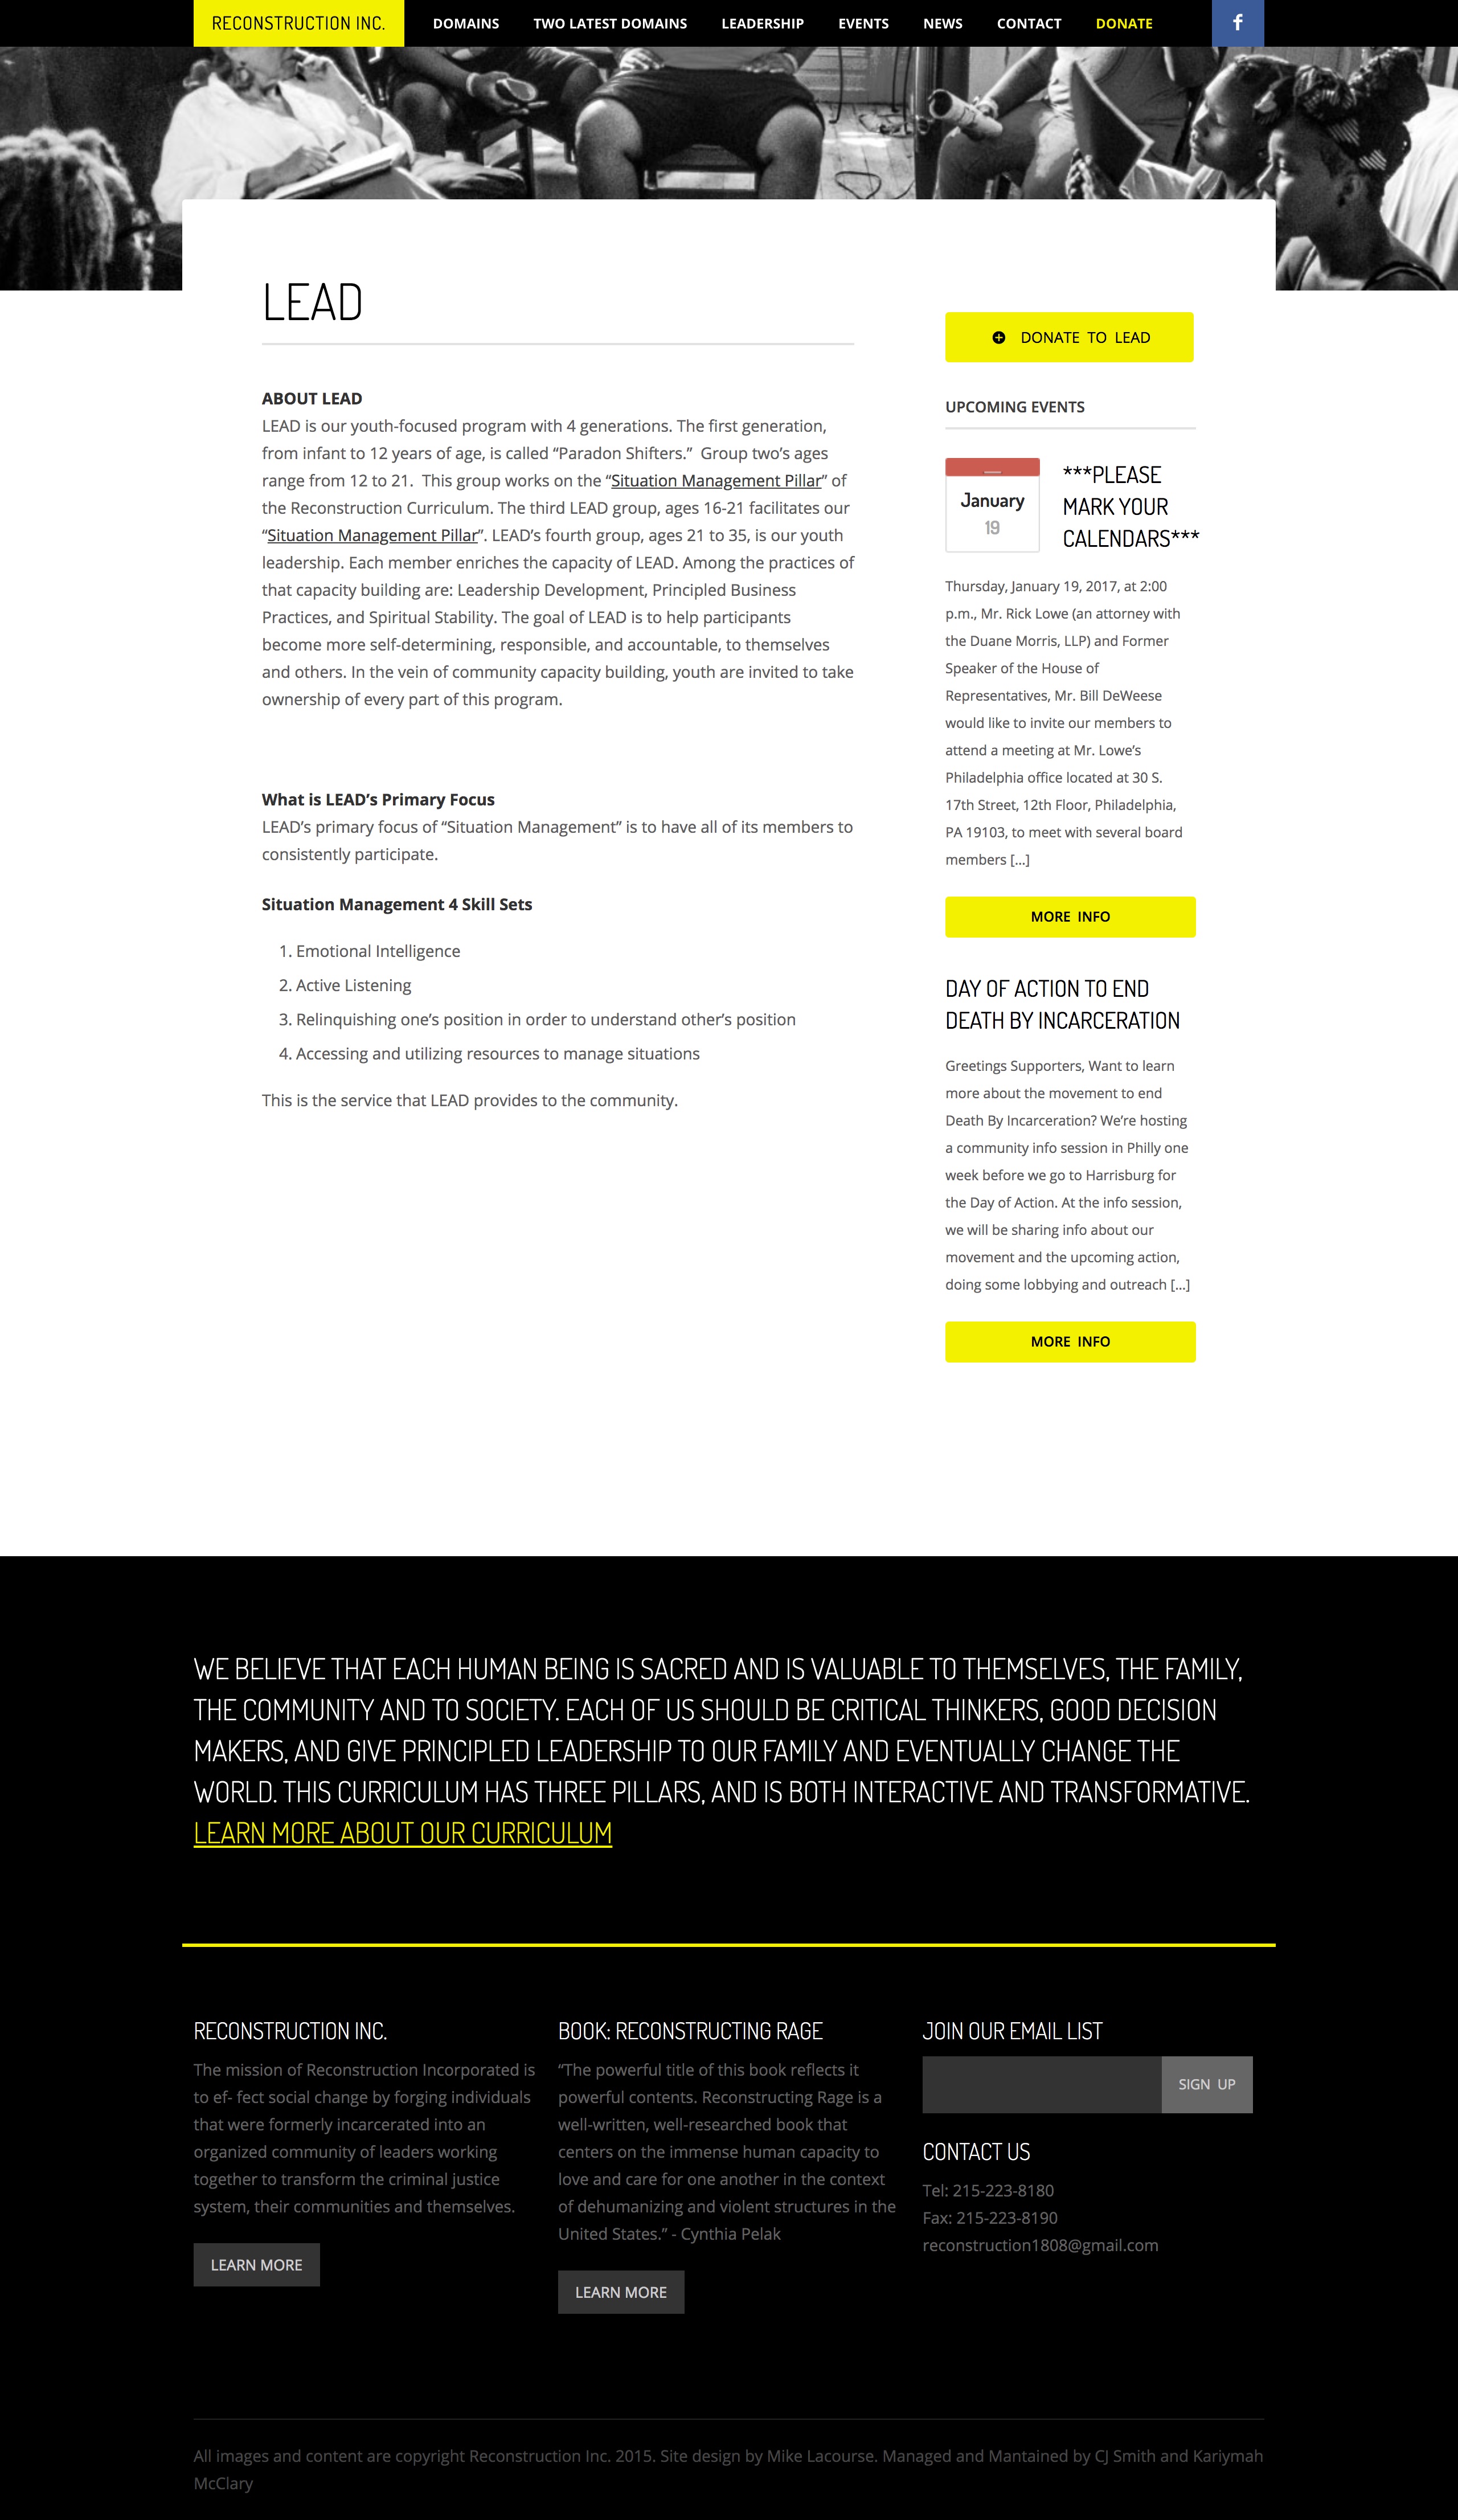 RECONSTRUCTION INC.
DOMAINS
TWO LATEST DOMAINS
LEADERSHIP
EVENTS
NEWS
CONTACT
DONATE
f
LEAD
ABOUT LEAD
LEAD is our youth-focused program with 4 generations. The first generation,
from infant to 12 years of age, is called “Paradon Shifters.” Group two’s ages
range from 12 to 21. This group works on the “Situation Management Pillar” of
the Reconstruction Curriculum. The third LEAD group, ages 16-21 facilitates our
“Situation Management Pillar”. LEAD’s fourth group, ages 21 to 35, is our youth
leadership. Each member enriches the capacity of LEAD. Among the practices of
that capacity building are: Leadership Development, Principled Business
Practices, and Spiritual Stability. The goal of LEAD is to help participants
become more self-determining, responsible, and accountable, to themselves
and others. In the vein of community capacity building, youth are invited to take
ownership of every part of this program.
What is LEAD’s Primary Focus
LEAD’s primary focus of “Situation Management” is to have all of its members to
consistently participate.
Situation Management 4 Skill Sets
1. Emotional Intelligence
2. Active Listening
3. Relinquishing one’s position in order to understand other’s position
4. Accessing and utilizing resources to manage situations
This is the service that LEAD provides to the community.
DONATE TO LEAD
UPCOMING EVENTS
January
19
***PLEASE
MARK YOUR
CALENDARS***
Thursday, January 19, 2017, at 2:00
p.m., Mr. Rick Lowe (an attorney with
the Duane Morris, LLP) and Former
Speaker of the House of
Representatives, Mr. Bill DeWeese
would like to invite our members to
attend a meeting at Mr. Lowe’s
Philadelphia office located at 30 S.
17th Street, 12th Floor, Philadelphia,
PA 19103, to meet with several board
members [...]
MORE INFO
DAY OF ACTION TO END
DEATH BY INCARCERATION
Greetings Supporters, Want to learn
more about the movement to end
Death By Incarceration? We’re hosting
a community info session in Philly one
week before we go to Harrisburg for
the Day of Action. At the info session,
we will be sharing info about our
movement and the upcoming action,
doing some lobbying and outreach [...]
MORE INFO
WE BELIEVE THAT EACH HUMAN BEING IS SACRED AND IS VALUABLE TO THEMSELVES, THE FAMILY,
THE COMMUNITY AND TO SOCIETY. EACH OF US SHOULD BE CRITICAL THINKERS, GOOD DECISION
MAKERS, AND GIVE PRINCIPLED LEADERSHIP TO OUR FAMILY AND EVENTUALLY CHANGE THE
WORLD. THIS CURRICULUM HAS THREE PILLARS, AND IS BOTH INTERACTIVE AND TRANSFORMATIVE.
LEARN MORE ABOUT OUR CURRICULUM
RECONSTRUCTION INC.
The mission of Reconstruction Incorporated is
to ef- fect social change by forging individuals
that were formerly incarcerated into an
organized community of leaders working
together to transform the criminal justice
system, their communities and themselves.
LEARN MORE
BOOK: RECONSTRUCTING RAGE
“The powerful title of this book reflects it
powerful contents. Reconstructing Rage is a
well-written, well-researched book that
centers on the immense human capacity to
love and care for one another in the context
of dehumanizing and violent structures in the
United States.” - Cynthia Pelak
LEARN MORE
JOIN OUR EMAIL LIST
SIGN UP
CONTACT US
Tel: 215-223-8180
Fax: 215-223-8190
reconstruction1808@gmail.com
All images and content are copyright Reconstruction Inc. 2015. Site design by Mike Lacourse. Managed and Mantained by CJ Smith and Kariymah
McClary